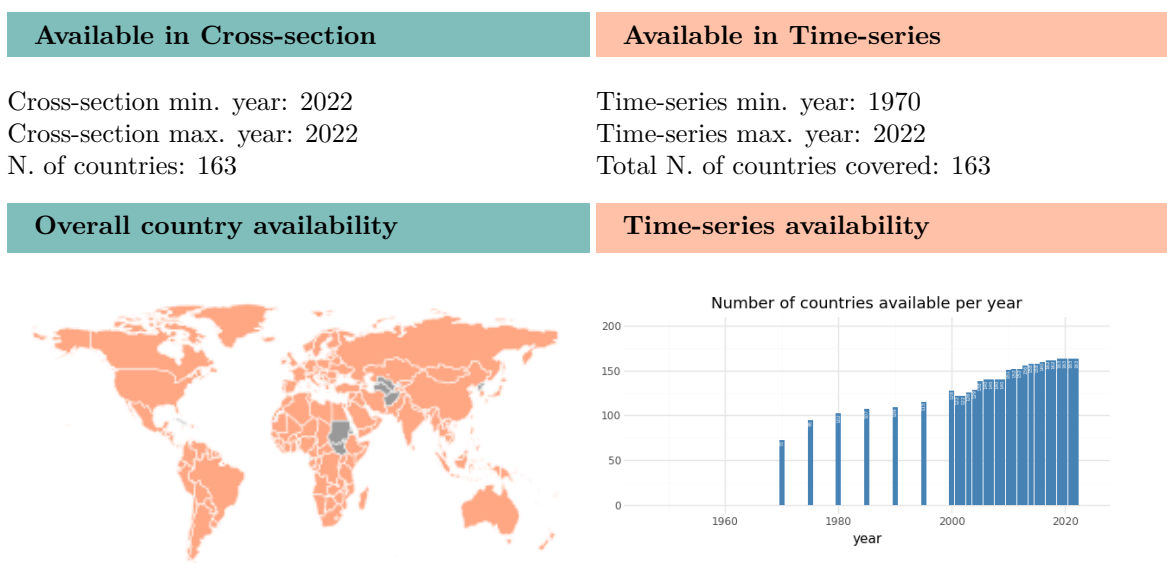 Available in Cross-section
Cross-section min. year: 2022
Cross-section max. year: 2022
N. of countries: 163
Available in Time-series
Time-series min. year: 1970
Time-series max. year: 2022
Total N. of countries covered: 163
Overall country availability
Time-series availability
Number of countries available per year
200
150
100
50
0
1960
1980
2000
2020
year